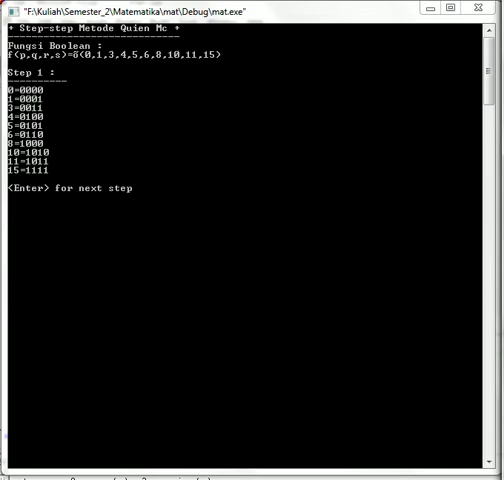 "F:\Kuliah\Semester_2\Matematika\mat\Debug\mat.exe"
+ Step-step Metode Quien Mc +
------------------------------
Fungsi Boolean :
f(p,q,r,s)=õ(0,1,3,4,5,6,8,10,11,15)
Step 1 :
----------
0=0000
1=0001
3=0011
4=0100
5=0101
6=0110
8=1000
10=1010
11=1011
15=1111
<Enter> for next step